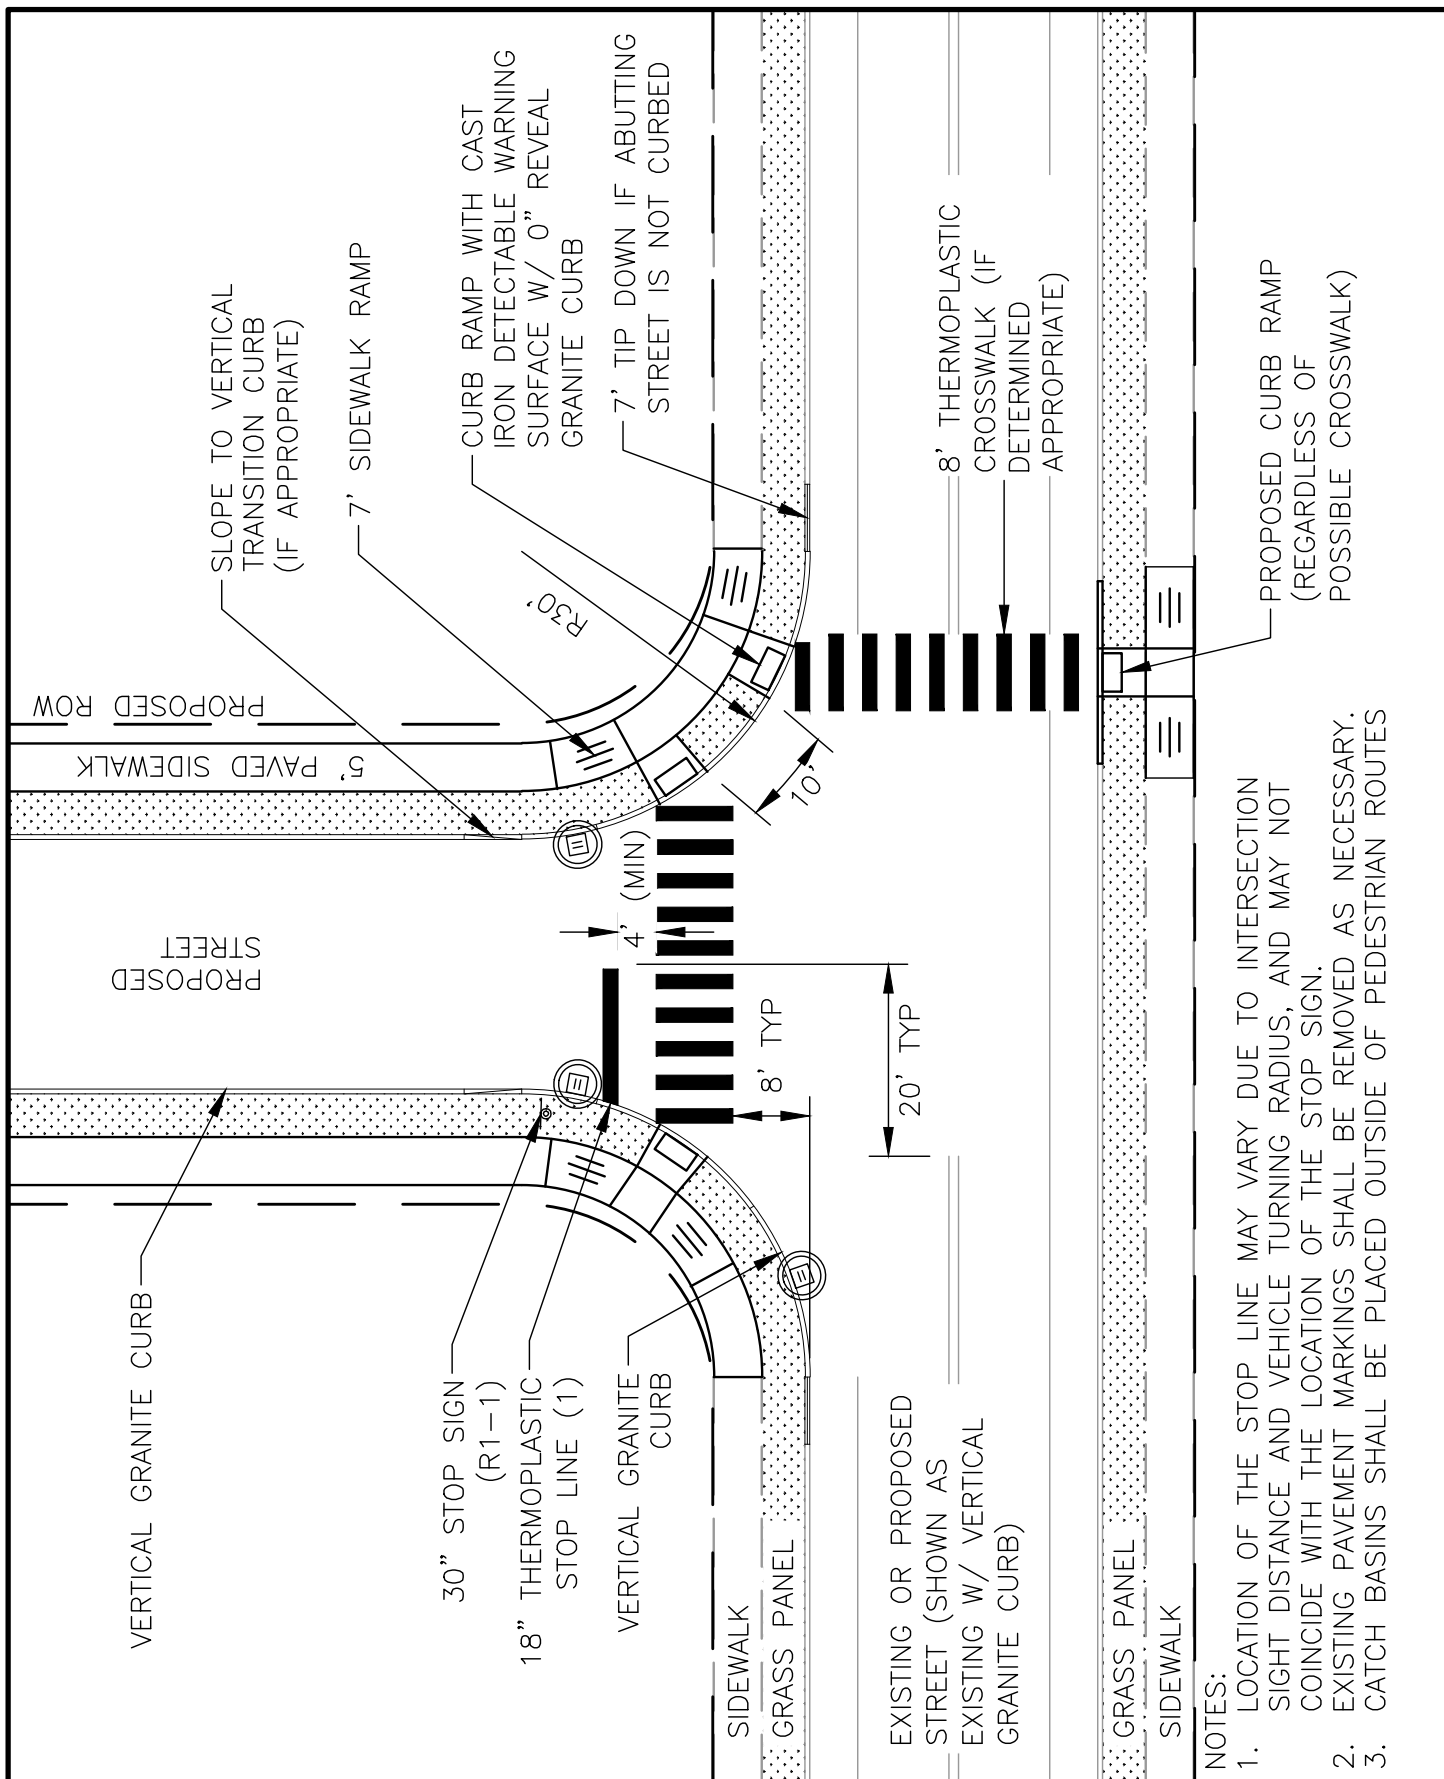 SLOPE TO VERTICAL
TRANSITION CURB
(IF APPROPRIATE)
7' SIDEWALK RAMP
CURB RAMP WITH CAST
IRON DETECTABLE WARNING
SURFACE W/ 0" REVEAL
GRANITE CURB
7' TIP DOWN IF ABUTTING
STREET IS NOT CURBED
8' THERMOPLASTIC
CROSSWALK (IF
DETERMINED
APPROPRIATE)
PROPOSED CURB RAMP
(REGARDLESS OF
POSSIBLE CROSSWALK)
R30'
PROPOSED ROW
5' PAVED SIDEWALK
10'
4'
(MIN)
PROPOSED
STREET
8' TYP
20' TYP
VERTICAL GRANITE CURB
30" STOP SIGN
(R1-1)
18" THERMOPLASTIC
STOP LINE (1)
VERTICAL GRANITE
CURB
SIDEWALK
GRASS PANEL
EXISTING OR PROPOSED
STREET (SHOWN AS
EXISTING W/ VERTICAL
GRANITE CURB)
GRASS PANEL
SIDEWALK
NOTES:
1. LOCATION OF THE STOP LINE MAY VARY DUE TO INTERSECTION
SIGHT DISTANCE AND VEHICLE TURNING RADIUS, AND MAY NOT
COINCIDE WITH THE LOCATION OF THE STOP SIGN.
2. EXISTING PAVEMENT MARKINGS SHALL BE REMOVED AS NECESSARY.
3. CATCH BASINS SHALL BE PLACED OUTSIDE OF PEDESTRIAN ROUTES